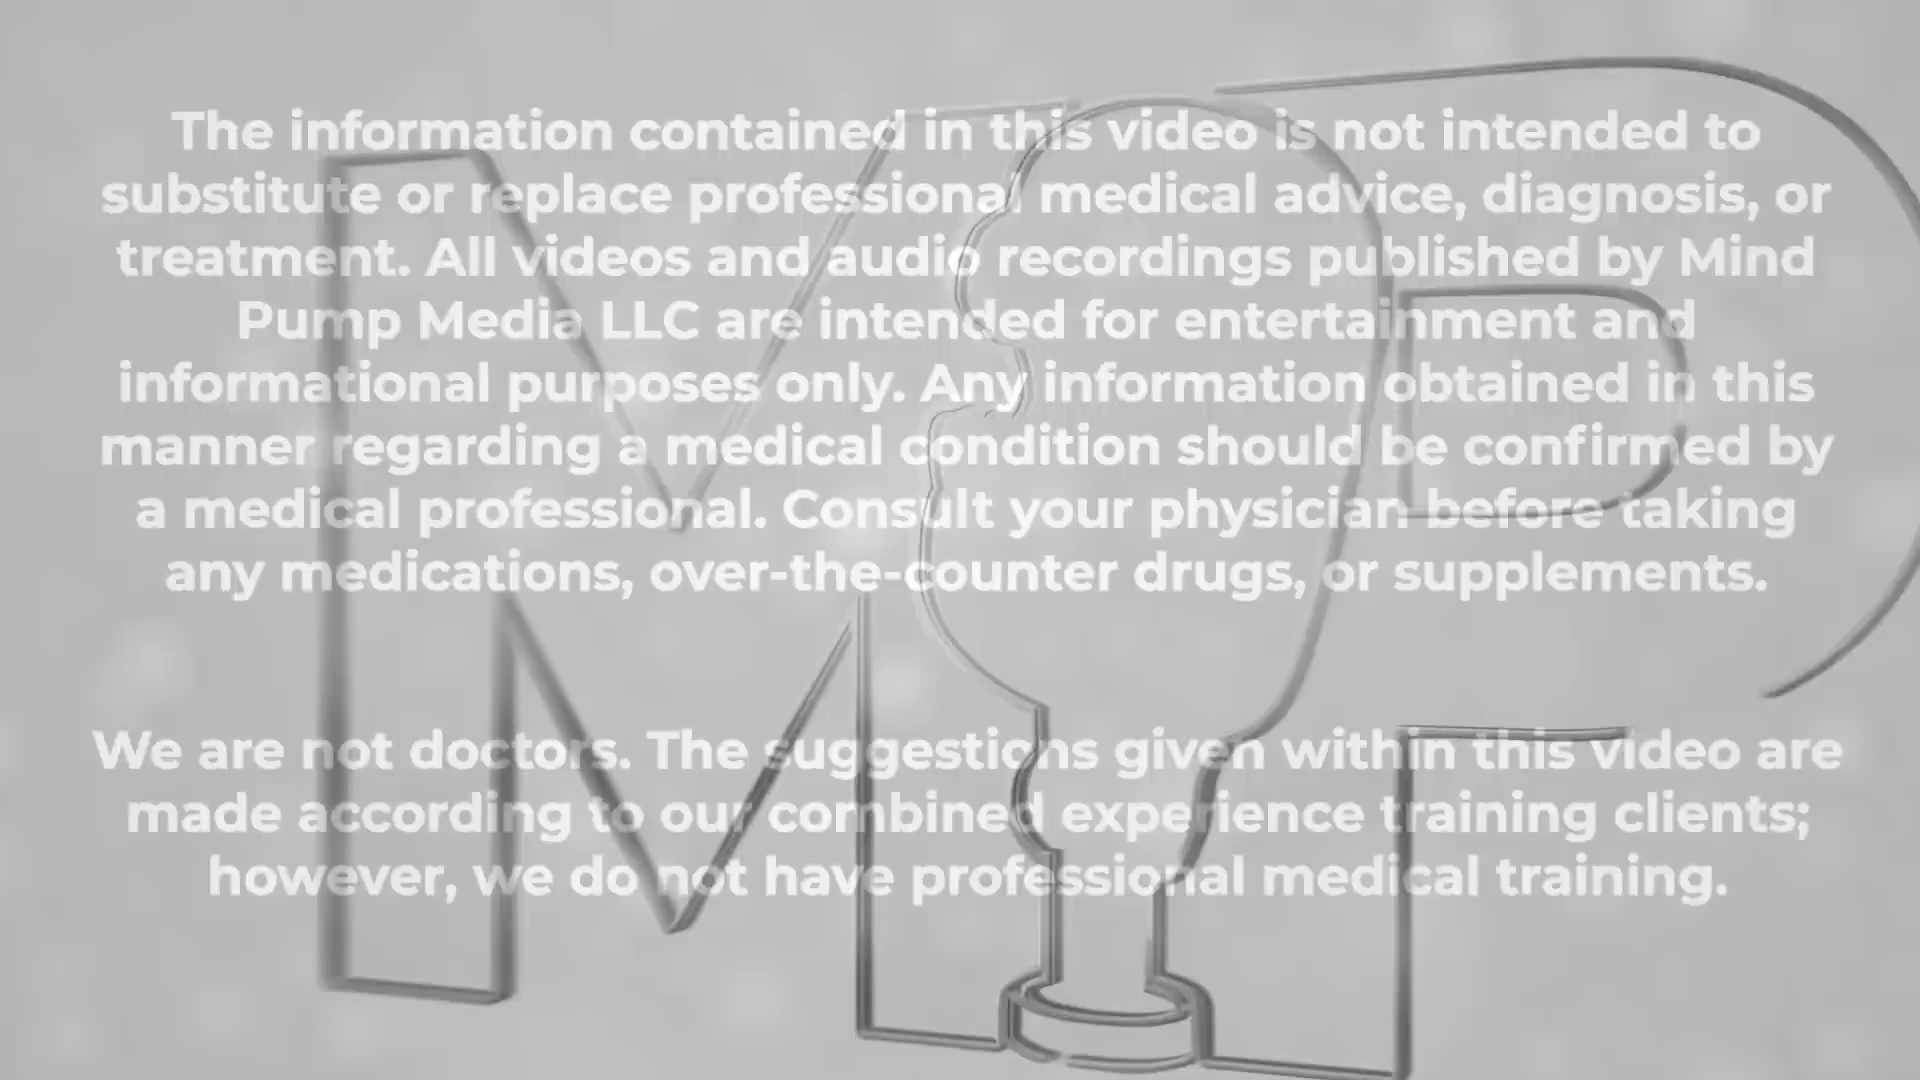 The information contained in this video is not intended to
substitute or replace professional medical advice, diagnosis, or
treatment. All videos and audio recordings published by Mind
Pump Media LLC are intended for entertainment and
informational purposes only. Any information obtained in this
manner regarding a medical condition should be confirmed by
a medical professional. Consult your physician before taking
any medications, over-the-counter drugs, or supplements.
We are not doctors. The suggestions given within this video are
made according to our combined experience training clients;
however, we do not have professional medical training.
M P